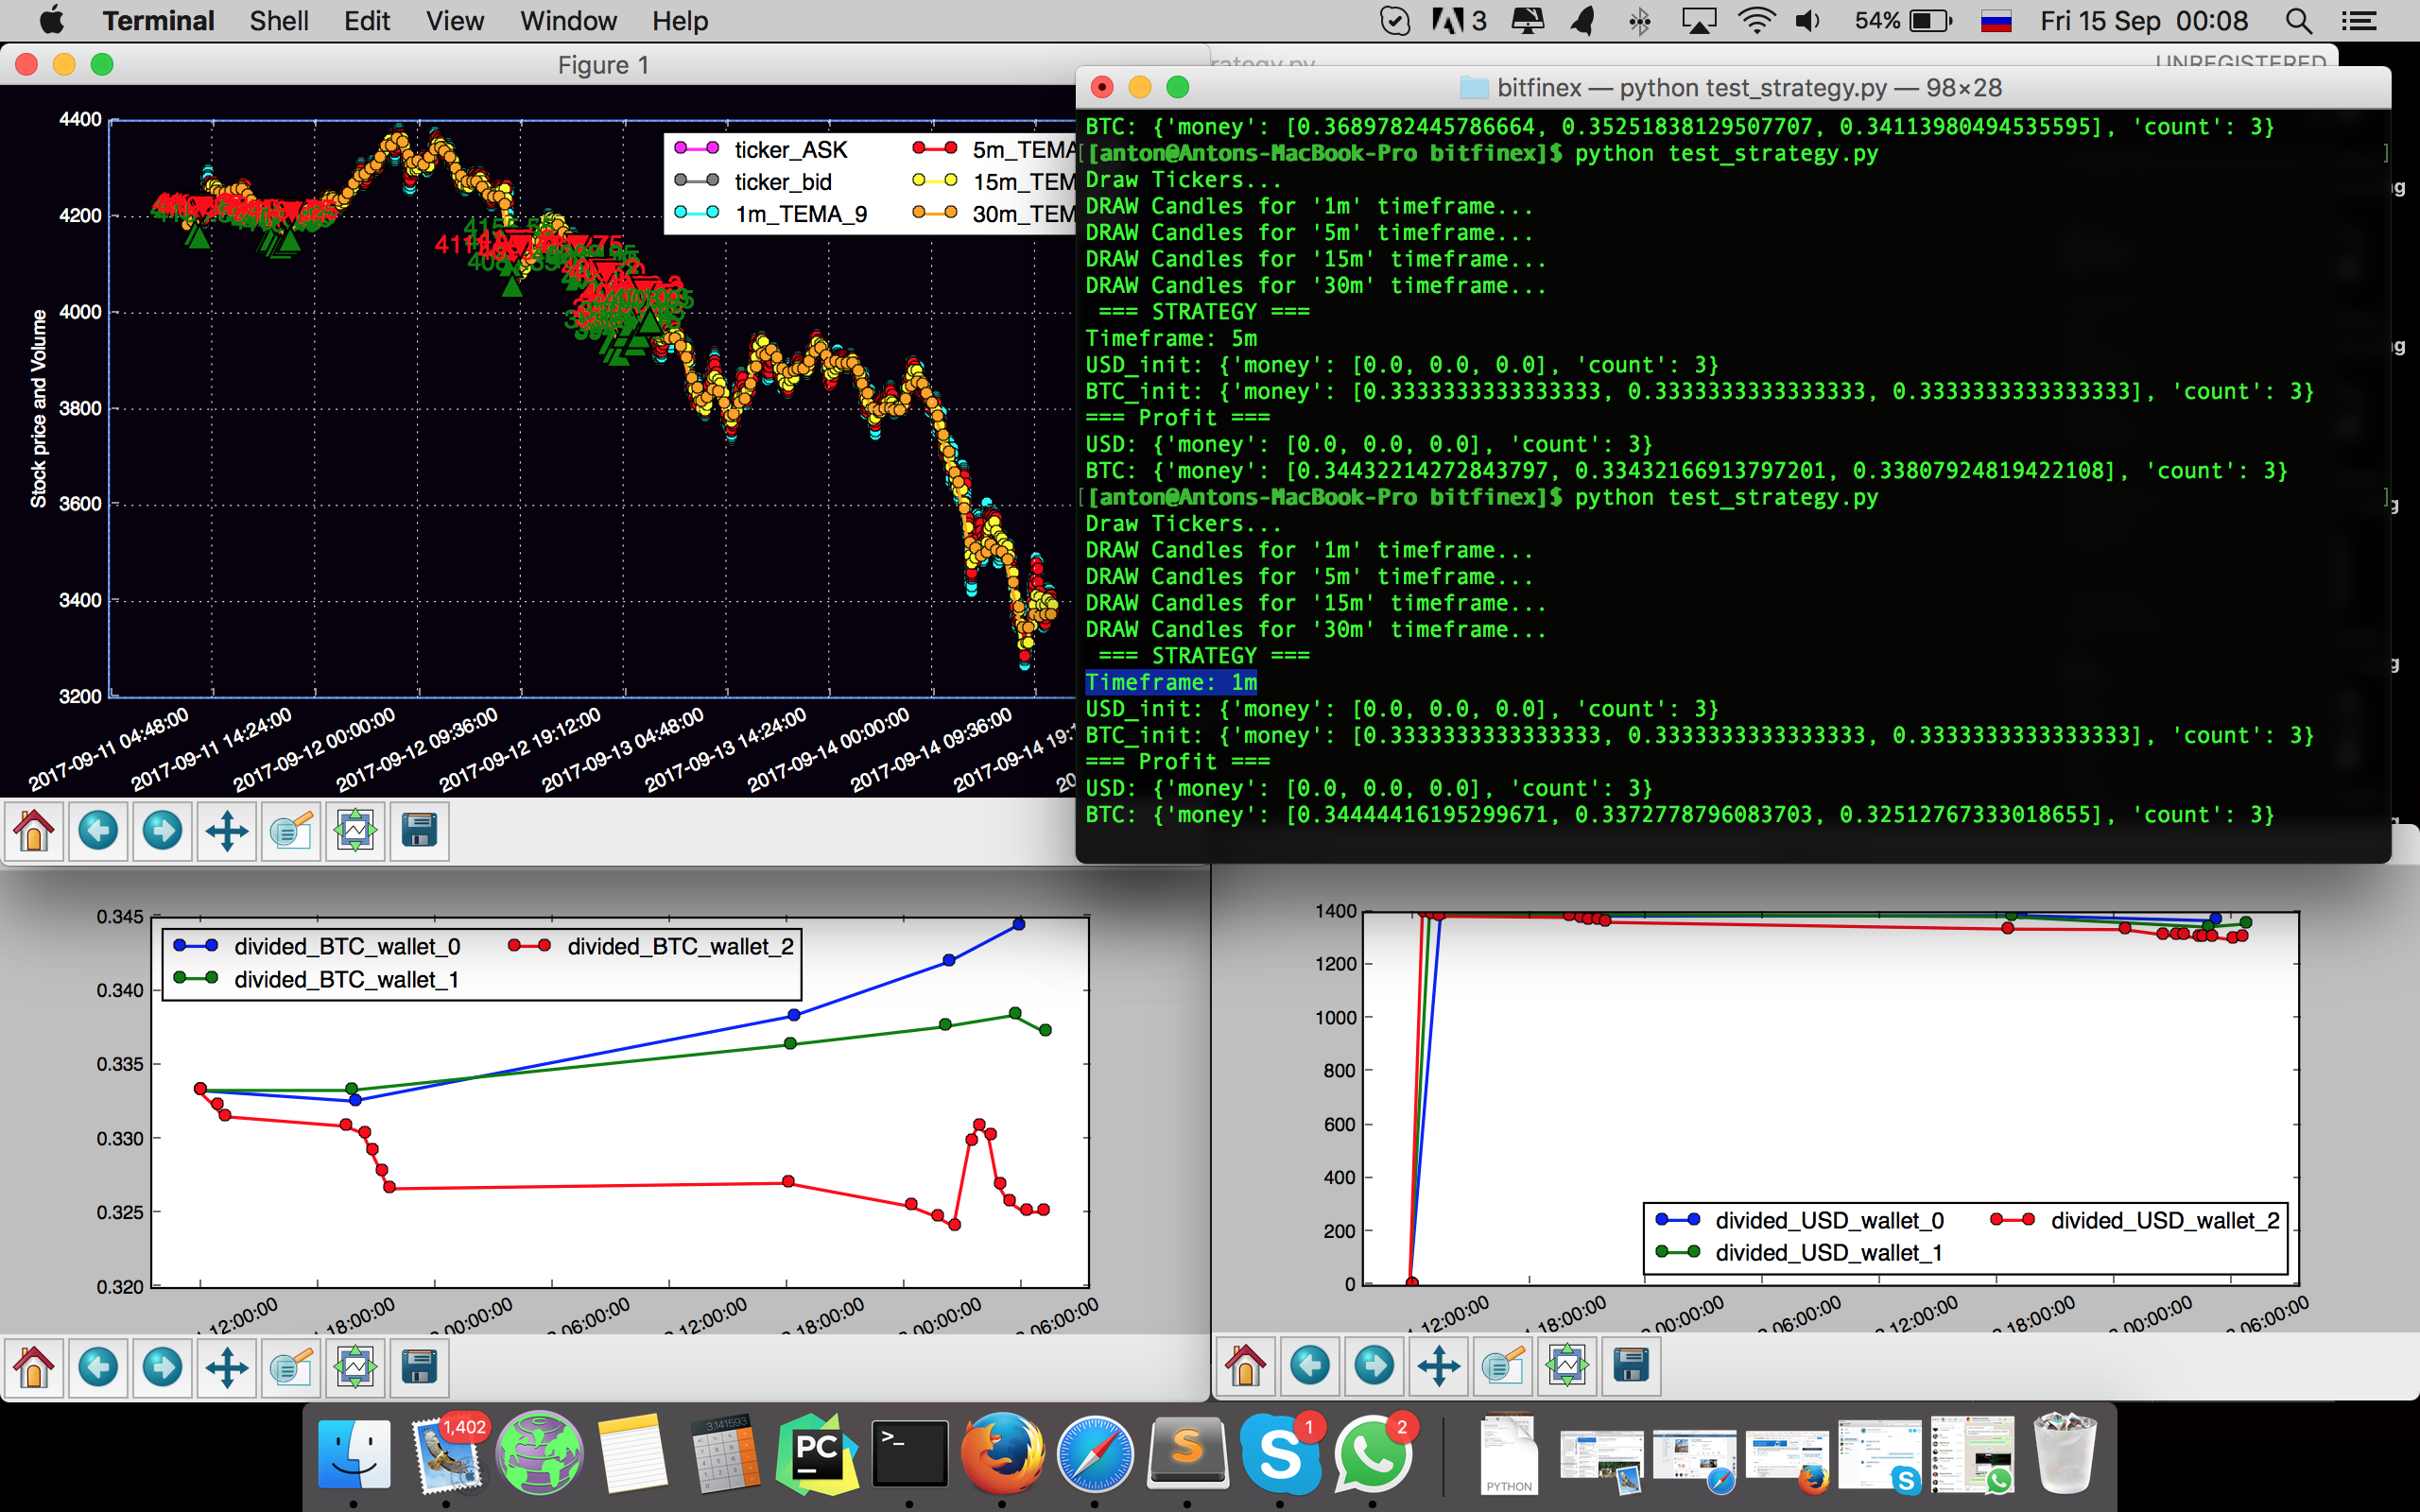 Terminal Shell Edit View Window Help 3 54% Fri 15 Sep 00:08
Figure 1
UNREGISTERED
4400
4200
4000
3800
3600
3400
3200
Stock price and Volume
ticker_ASK
ticker_bid
1m_TEMA_9
5m_TEMA
15m_TEM
30m_TEM
2017-09-11 04:48:00
2017-09-11 14:24:00
2017-09-12 00:00:00
2017-09-12 09:36:00
2017-09-12 19:12:00
2017-09-13 04:48:00
2017-09-13 14:24:00
2017-09-14 00:00:00
2017-09-14 09:36:00
2017-09-14 19:1
20
bitfinex — python test_strategy.py — 98×28
BTC: {'money': [0.3689782445786664, 0.35251838129507707, 0.34113980494535595], 'count': 3}
[[anton@Antons-MacBook-Pro bitfinex]$ python test_strategy.py ]
Draw Tickers...
DRAW Candles for '1m' timeframe...
DRAW Candles for '5m' timeframe...
DRAW Candles for '15m' timeframe...
DRAW Candles for '30m' timeframe...
=== STRATEGY ===
Timeframe: 5m
USD_init: {'money': [0.0, 0.0, 0.0], 'count': 3}
BTC_init: {'money': [0.3333333333333333, 0.3333333333333333, 0.3333333333333333], 'count': 3}
=== Profit ===
USD: {'money': [0.0, 0.0, 0.0], 'count': 3}
BTC: {'money': [0.34432214272843797, 0.33432166913797201, 0.33807924819422108], 'count': 3}
[[anton@Antons-MacBook-Pro bitfinex]$ python test_strategy.py ]
Draw Tickers...
DRAW Candles for '1m' timeframe...
DRAW Candles for '5m' timeframe...
DRAW Candles for '15m' timeframe...
DRAW Candles for '30m' timeframe...
=== STRATEGY ===
Timeframe: 1m
USD_init: {'money': [0.0, 0.0, 0.0], 'count': 3}
BTC_init: {'money': [0.3333333333333333, 0.3333333333333333, 0.3333333333333333], 'count': 3}
=== Profit ===
USD: {'money': [0.0, 0.0, 0.0], 'count': 3}
BTC: {'money': [0.34444416195299671, 0.3372778796083703, 0.32512767333018655], 'count': 3}
0.345
0.340
0.335
0.330
0.325
0.320
divided_BTC_wallet_0
divided_BTC_wallet_1
divided_BTC_wallet_2
12:00:00
18:00:00
00:00:00
06:00:00
12:00:00
18:00:00
00:00:00
06:00:00
1400
1200
1000
800
600
400
200
0
divided_USD_wallet_0
divided_USD_wallet_1
divided_USD_wallet_2
12:00:00
18:00:00
00:00:00
06:00:00
12:00:00
18:00:00
00:00:00
06:00:00
1,402
3.141593
PC
>_
S
S
1
2
PYTHON
S